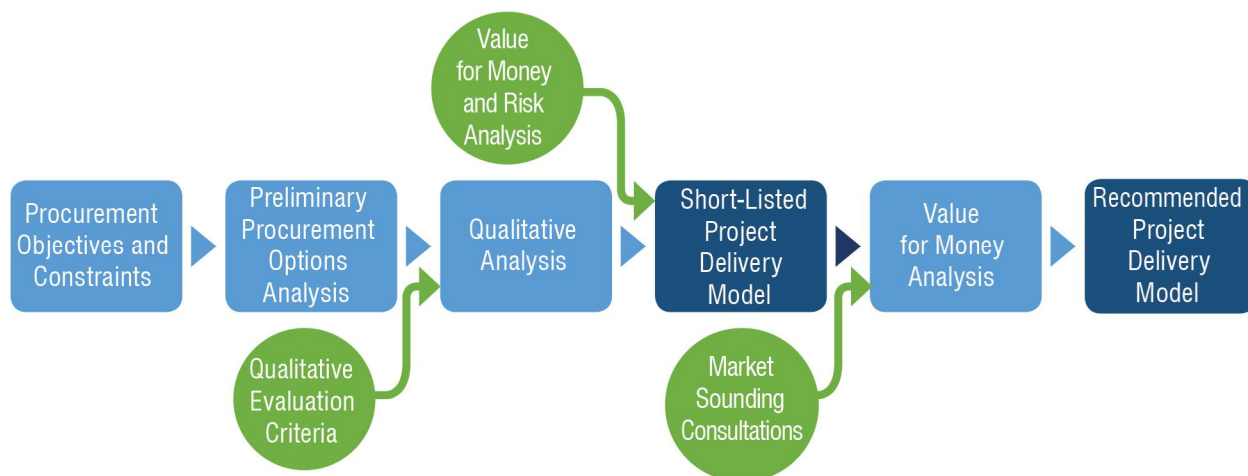 Value
for Money
and Risk
Analysis
Procurement
Objectives and
Constraints
Preliminary
Procurement
Options
Analysis
Qualitative
Analysis
Short-Listed
Project
Delivery
Model
Value
for Money
Analysis
Recommended
Project
Delivery
Model
Qualitative
Evaluation
Criteria
Market
Sounding
Consultations